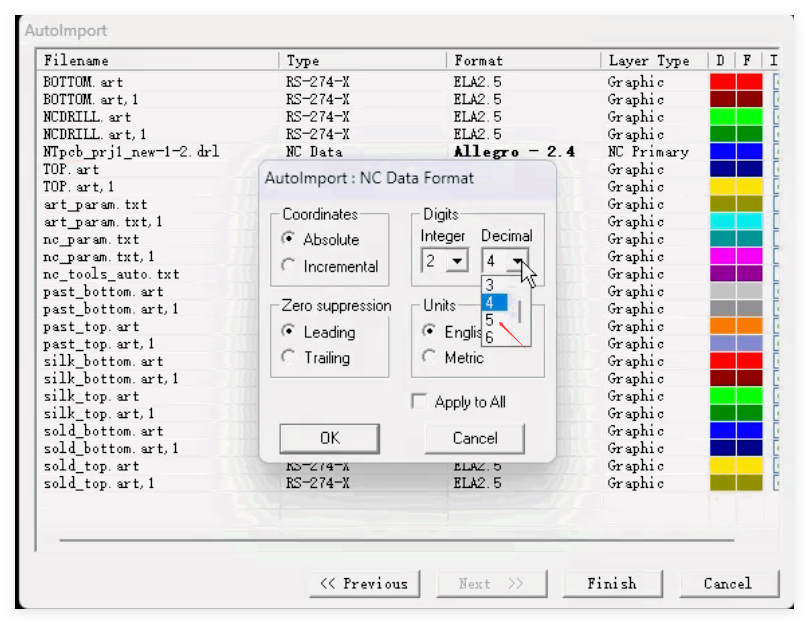 AutoImport
Filename Type Format Layer Type D F I
BOTTOM.art RS-274-X ELA2.5 Graphic
BOTTOM.art,1 RS-274-X ELA2.5 Graphic
NCDRILL.art RS-274-X ELA2.5 Graphic
NCDRILL.art,1 RS-274-X ELA2.5 Graphic
NTpcb_prj1_new-1-2.drl NC Data Allegro - 2.4 NC Primary
TOP.art Graphic
TOP.art,1 Graphic
art_param.txt Graphic
art_param.txt,1 Graphic
nc_param.txt Graphic
nc_param.txt,1 Graphic
nc_tools_auto.txt Graphic
past_bottom.art Graphic
past_bottom.art,1 Graphic
past_top.art Graphic
past_top.art,1 Graphic
silk_bottom.art Graphic
silk_bottom.art,1 Graphic
silk_top.art Graphic
silk_top.art,1 Graphic
sold_bottom.art Graphic
sold_bottom.art,1 Graphic
sold_top.art RS-274-X ELA2.5 Graphic
sold_top.art,1 RS-274-X ELA2.5 Graphic
AutoImport : NC Data Format
Coordinates
Absolute
Incremental
Digits
Integer Decimal
2 4
3
4
5
6
Zero suppression
Leading
Trailing
Units
Englis
Metric
Apply to All
OK Cancel
<< Previous Next >> Finish Cancel